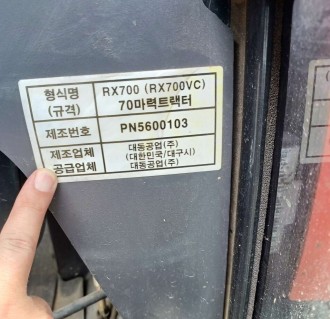 형식명 (규격) RX700 (RX700VC)
70마력트랙터
제조번호 PN5600103
제조업체 대동공업(주)
(대한민국/대구시)
공급업체 대동공업(주)